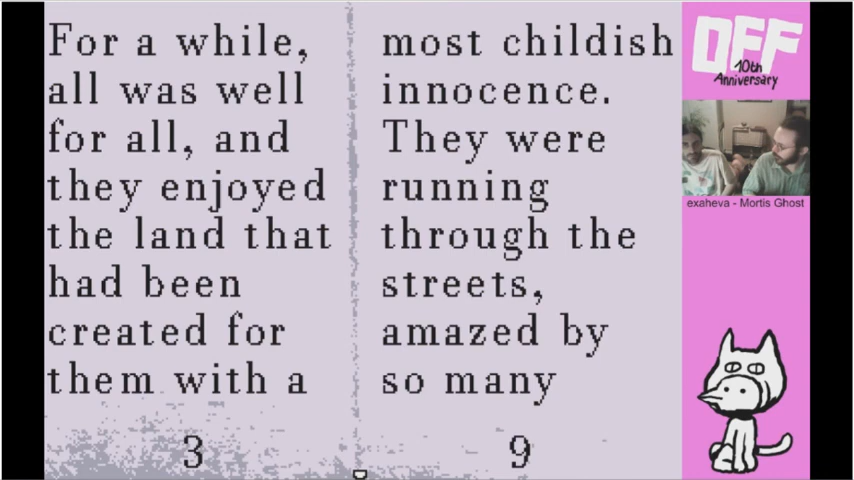 For a while,
all was well
for all, and
they enjoyed
the land that
had been
created for
them with a
3
most childish
innocence.
They were
running
through the
streets,
amazed by
so many
9
OFF
10th
Anniversary
exaheva - Mortis Ghost